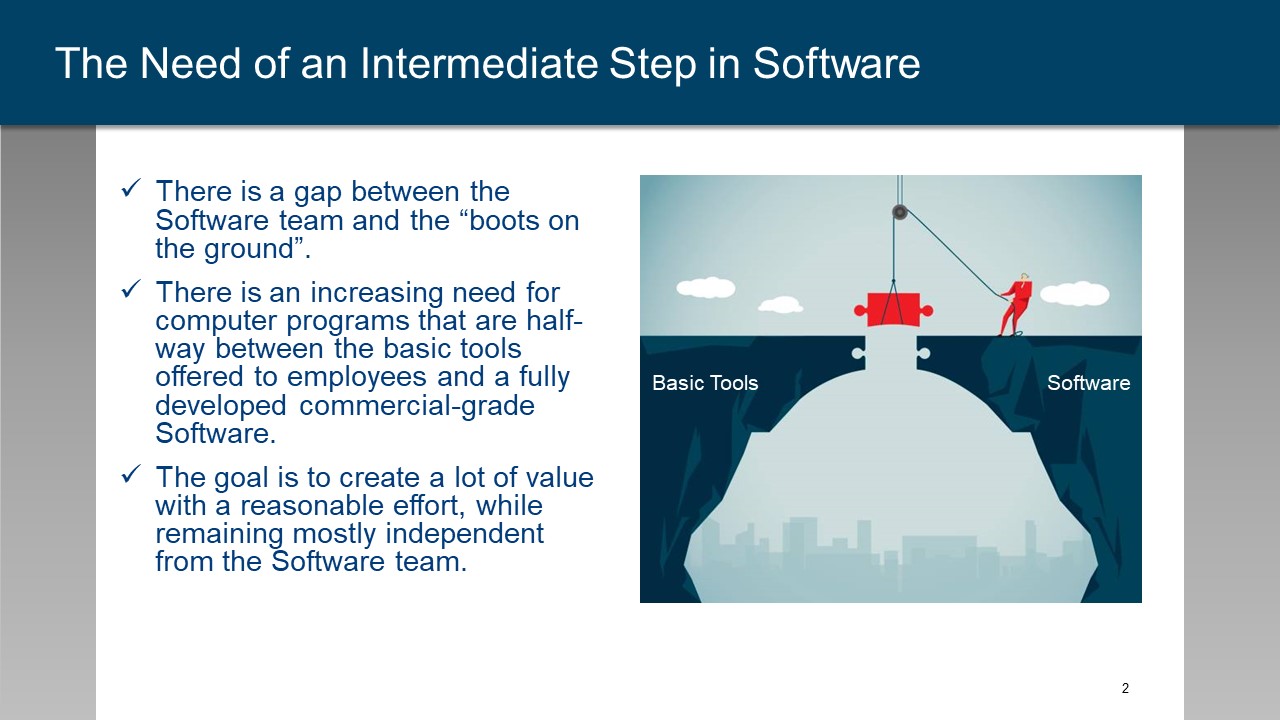 The Need of an Intermediate Step in Software
✓ There is a gap between the
Software team and the “boots on
the ground”.
✓ There is an increasing need for
computer programs that are half-
way between the basic tools
offered to employees and a fully
developed commercial-grade
Software.
✓ The goal is to create a lot of value
with a reasonable effort, while
remaining mostly independent
from the Software team.
Basic Tools
Software
2